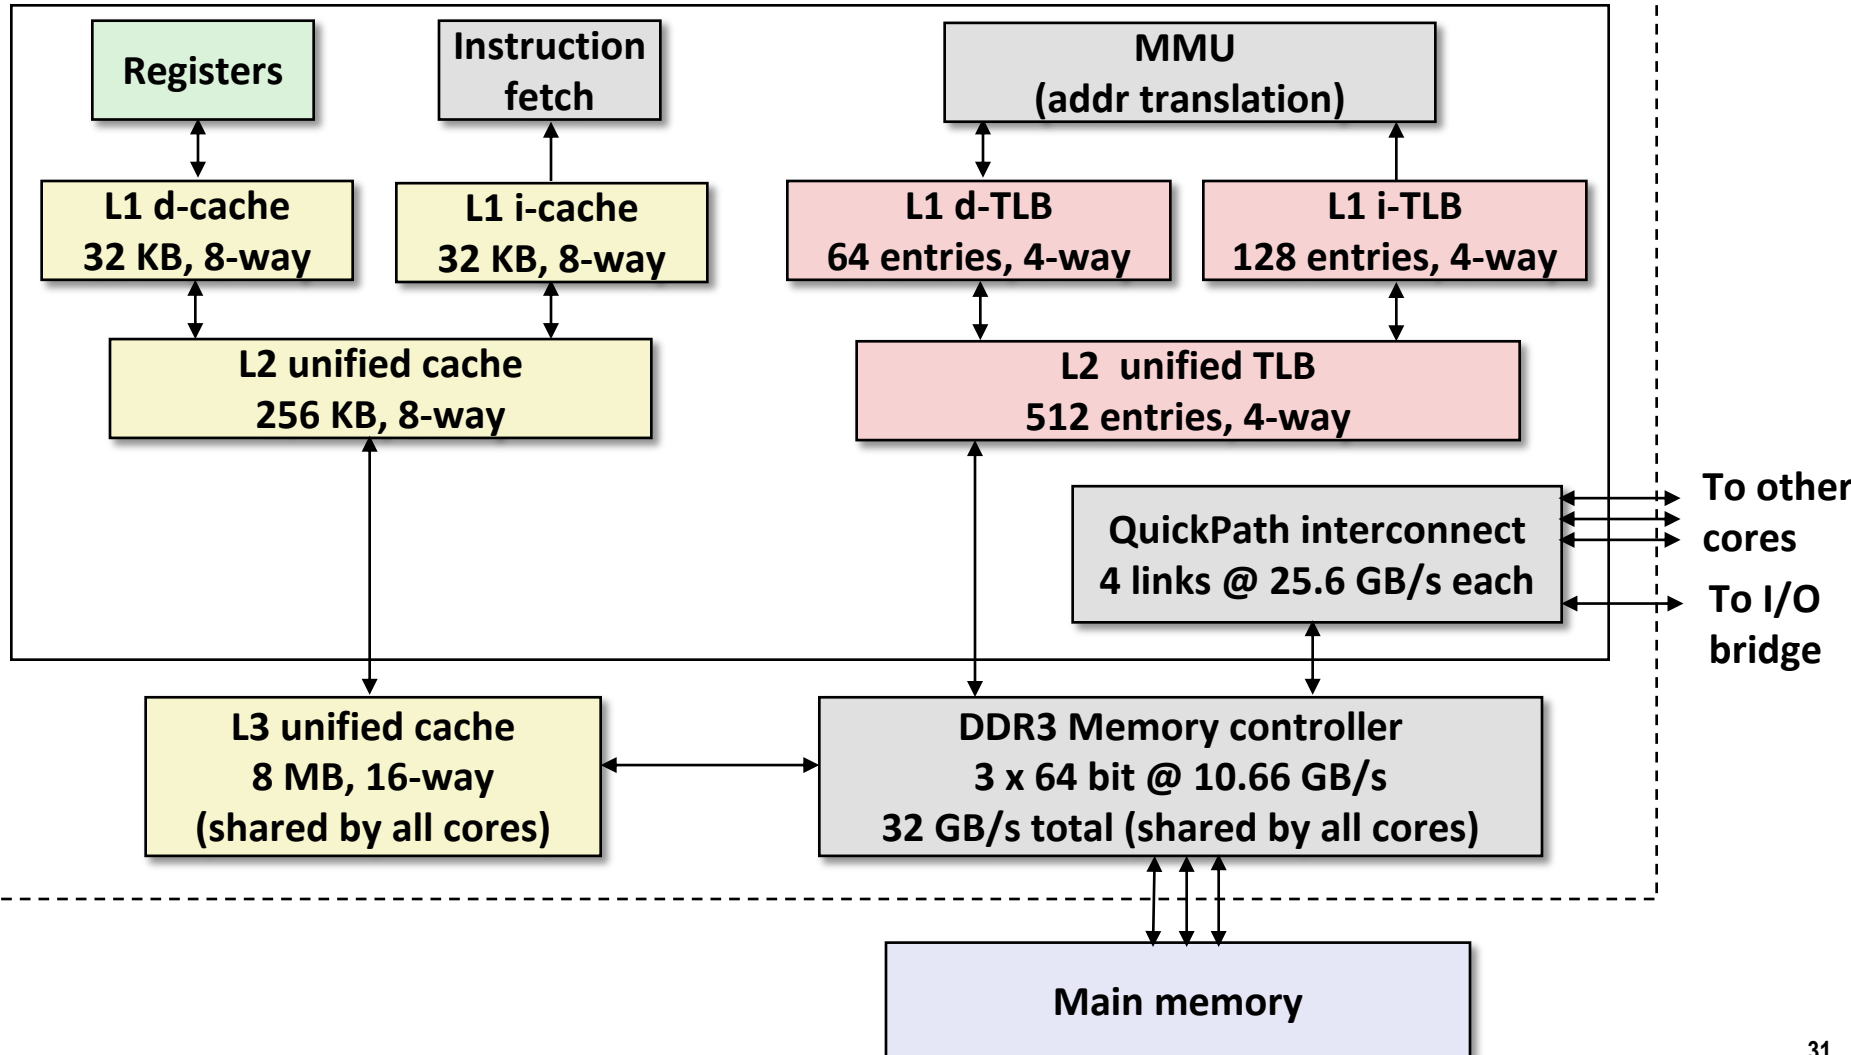 Registers
Instruction
fetch
MMU
(addr translation)
L1 d-cache
32 KB, 8-way
L1 i-cache
32 KB, 8-way
L1 d-TLB
64 entries, 4-way
L1 i-TLB
128 entries, 4-way
L2 unified cache
256 KB, 8-way
L2 unified TLB
512 entries, 4-way
QuickPath interconnect
4 links @ 25.6 GB/s each
To other
cores
To I/O
bridge
L3 unified cache
8 MB, 16-way
(shared by all cores)
DDR3 Memory controller
3 x 64 bit @ 10.66 GB/s
32 GB/s total (shared by all cores)
Main memory
31